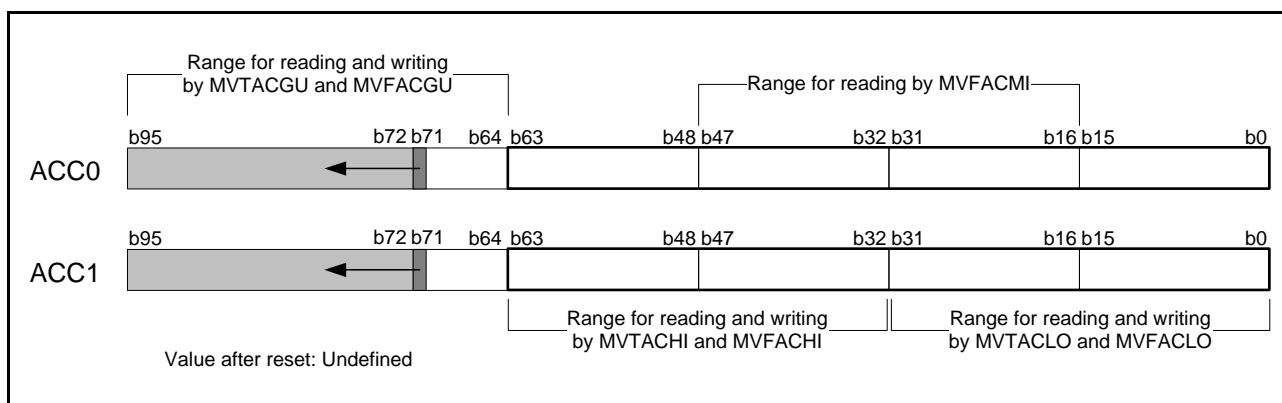 Range for reading and writing
by MVTACGU and MVFACGU
Range for reading by MVFACMI
b95 b72 b71 b64 b63 b48 b47 b32 b31 b16 b15 b0
ACC0
b95 b72 b71 b64 b63 b48 b47 b32 b31 b16 b15 b0
ACC1
Range for reading and writing
by MVTACHI and MVFACHI
Range for reading and writing
by MVTACLO and MVFACLO
Value after reset: Undefined